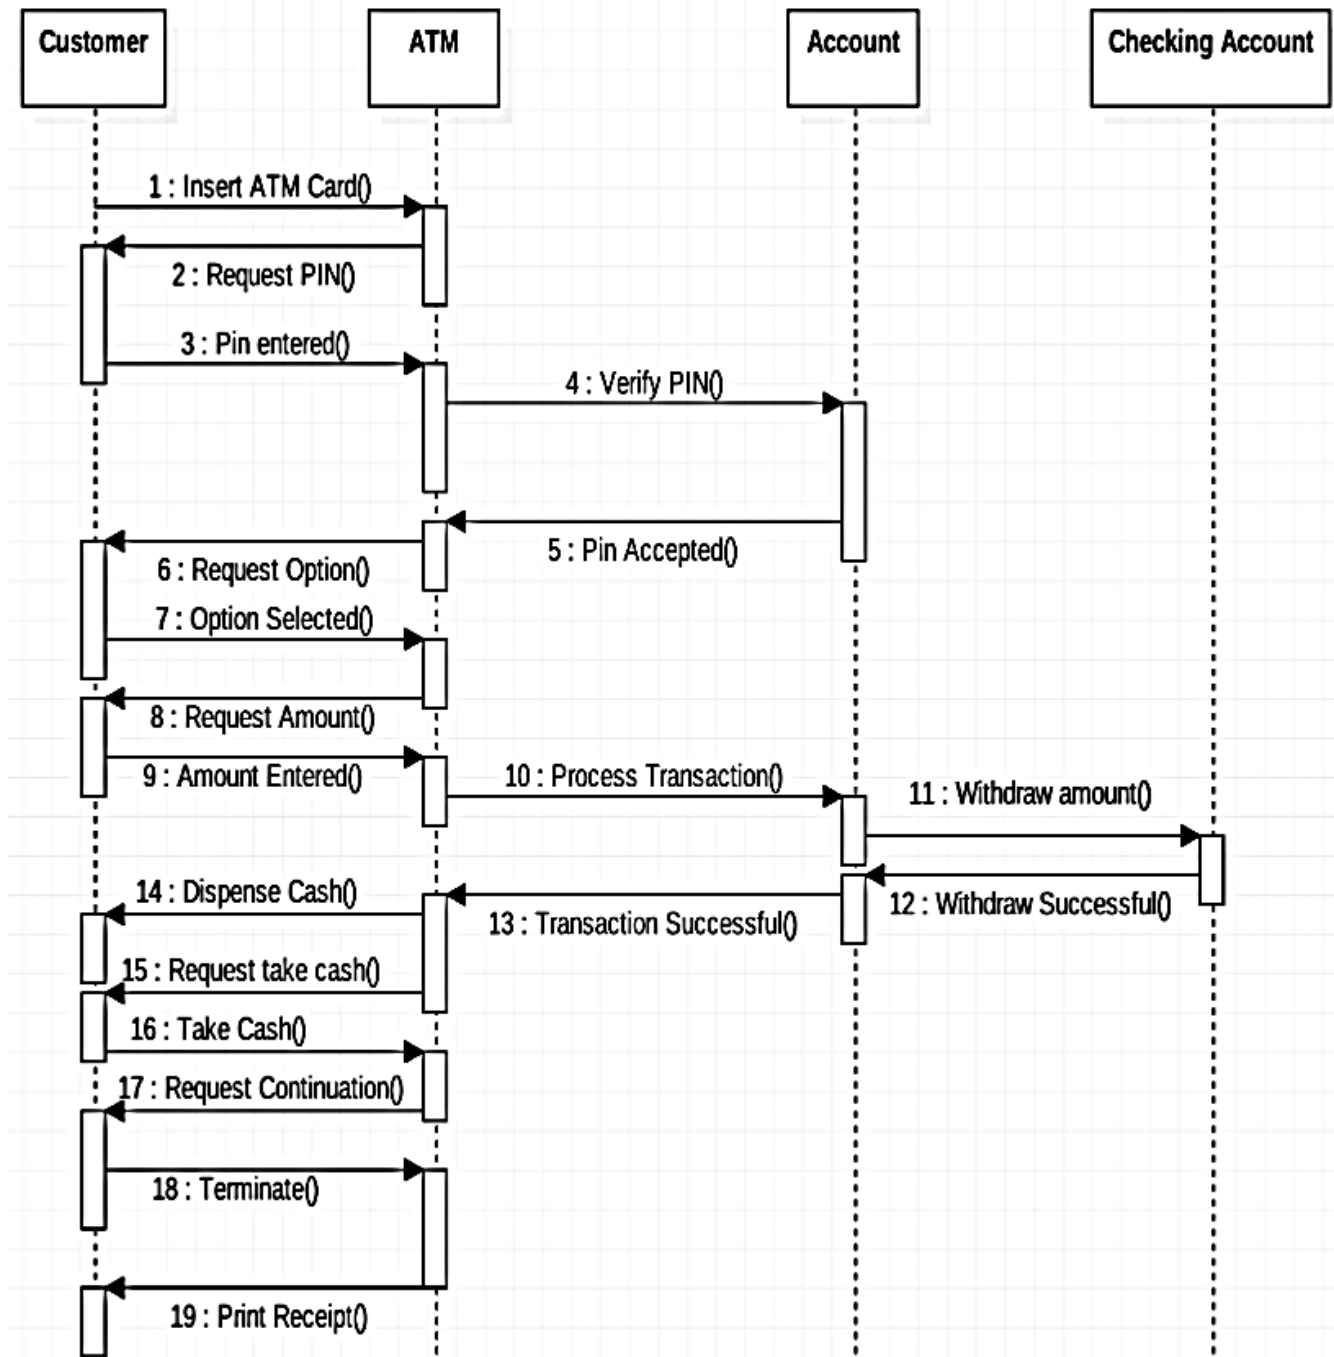 Customer
ATM
Account
Checking Account
1 : Insert ATM Card()
2 : Request PIN()
3 : Pin entered()
4 : Verify PIN()
5 : Pin Accepted()
6 : Request Option()
7 : Option Selected()
8 : Request Amount()
9 : Amount Entered()
10 : Process Transaction()
11 : Withdraw amount()
12 : Withdraw Successful()
13 : Transaction Successful()
14 : Dispense Cash()
15 : Request take cash()
16 : Take Cash()
17 : Request Continuation()
18 : Terminate()
19 : Print Receipt()